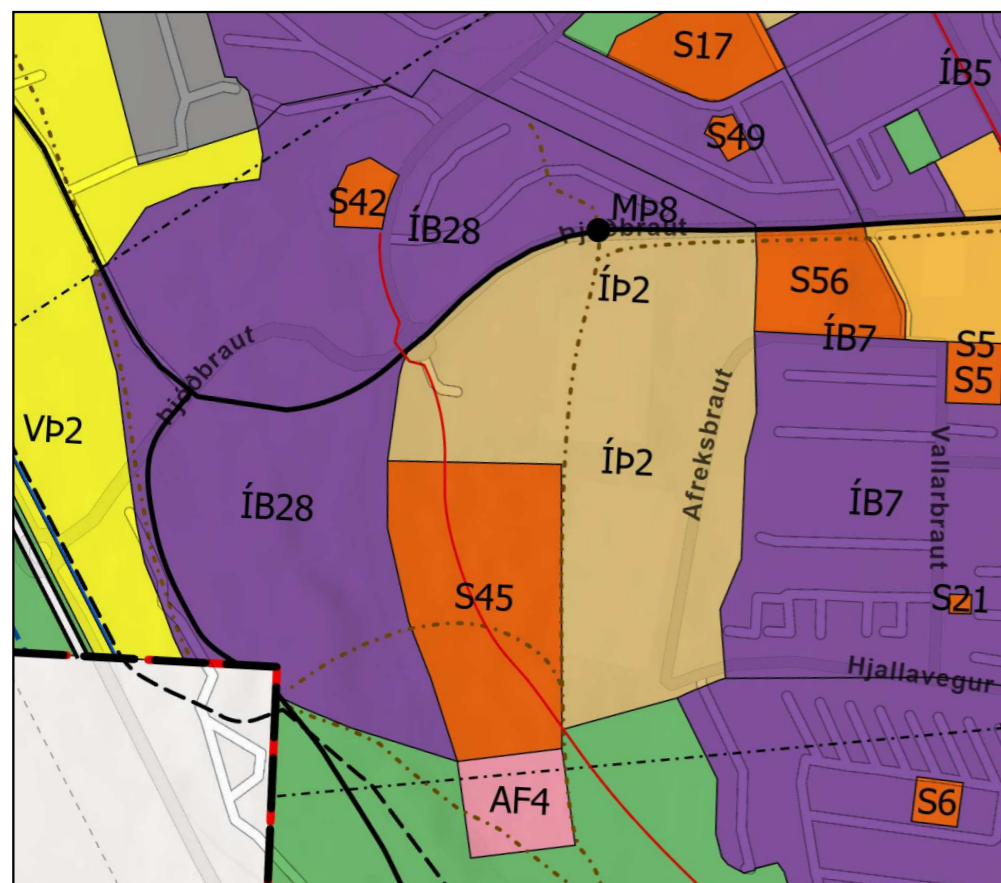 S17
ÍB5
S49
S42
ÍB28
MÞ8
Þjóðbraut
ÍÞ2
S56
ÍB7
S5
S5
Þjóðbraut
Afreksbraut
VÞ2
ÍÞ2
Vallarbraut
ÍB28
ÍB7
S45
S21
Hjallavegur
AF4
S6